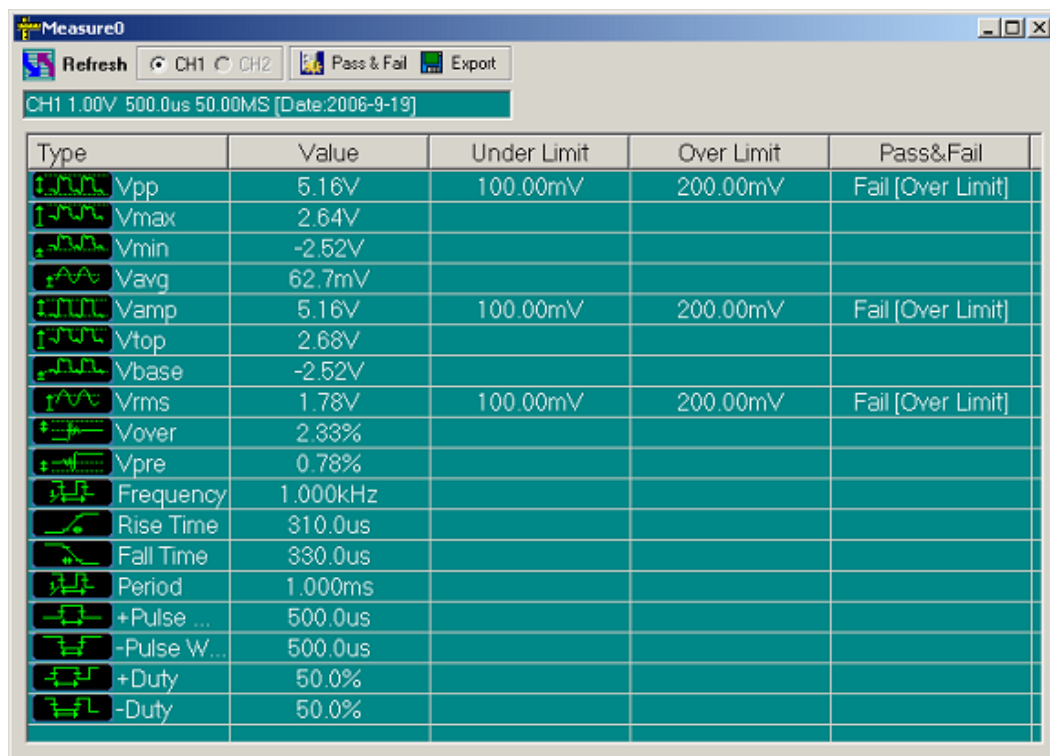 Measure0
Refresh CH1 CH2 Pass & Fail Export
CH1 1.00V 500.0us 50.00MS [Date:2006-9-19]
Type Value Under Limit Over Limit Pass&Fail
Vpp 5.16V 100.00mV 200.00mV Fail [Over Limit]
Vmax 2.64V
Vmin -2.52V
Vavg 62.7mV
Vamp 5.16V 100.00mV 200.00mV Fail [Over Limit]
Vtop 2.68V
Vbase -2.52V
Vrms 1.78V 100.00mV 200.00mV Fail [Over Limit]
Vover 2.33%
Vpre 0.78%
Frequency 1.000kHz
Rise Time 310.0us
Fall Time 330.0us
Period 1.000ms
+Pulse ... 500.0us
-Pulse W... 500.0us
+Duty 50.0%
-Duty 50.0%